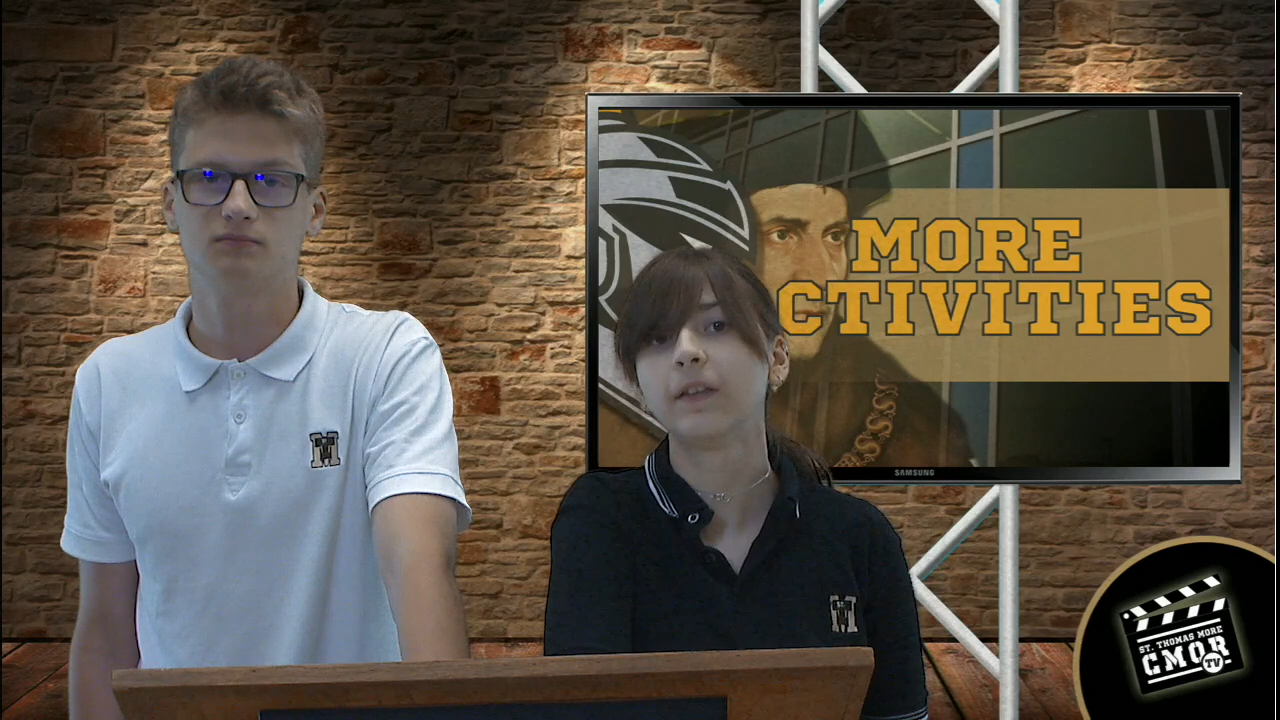 MORE
CTIVITIES
SAMSUNG
M
M
ST. THOMAS MORE
CMOR
TV